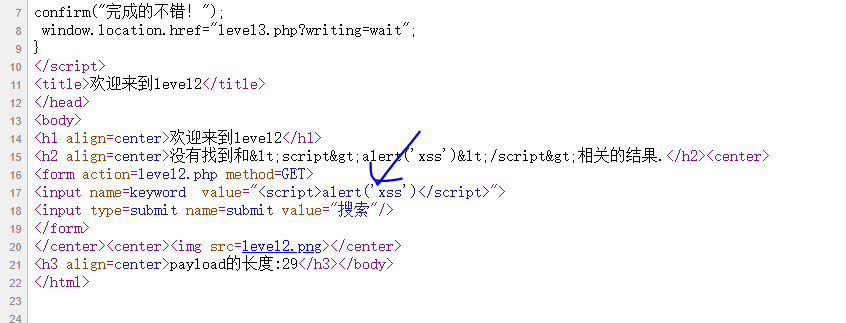 7 confirm("完成的不错！");
8 window.location.href="level3.php?writing=wait";
9 }
10 </script>
11 <title>欢迎来到level2</title>
12 </head>
13 <body>
14 <h1 align=center>欢迎来到level2</h1>
15 <h2 align=center>没有找到和&lt;script&gt;alert('xss')&lt;/script&gt;相关的结果.</h2><center>
16 <form action=level2.php method=GET>
17 <input name=keyword  value="<script>alert('xss')</script>">
18 <input type=submit name=submit value="搜索"/>
19 </form>
20 </center><center><img src=level2.png></center>
21 <h3 align=center>payload的长度:29</h3></body>
22 </html>
23
24